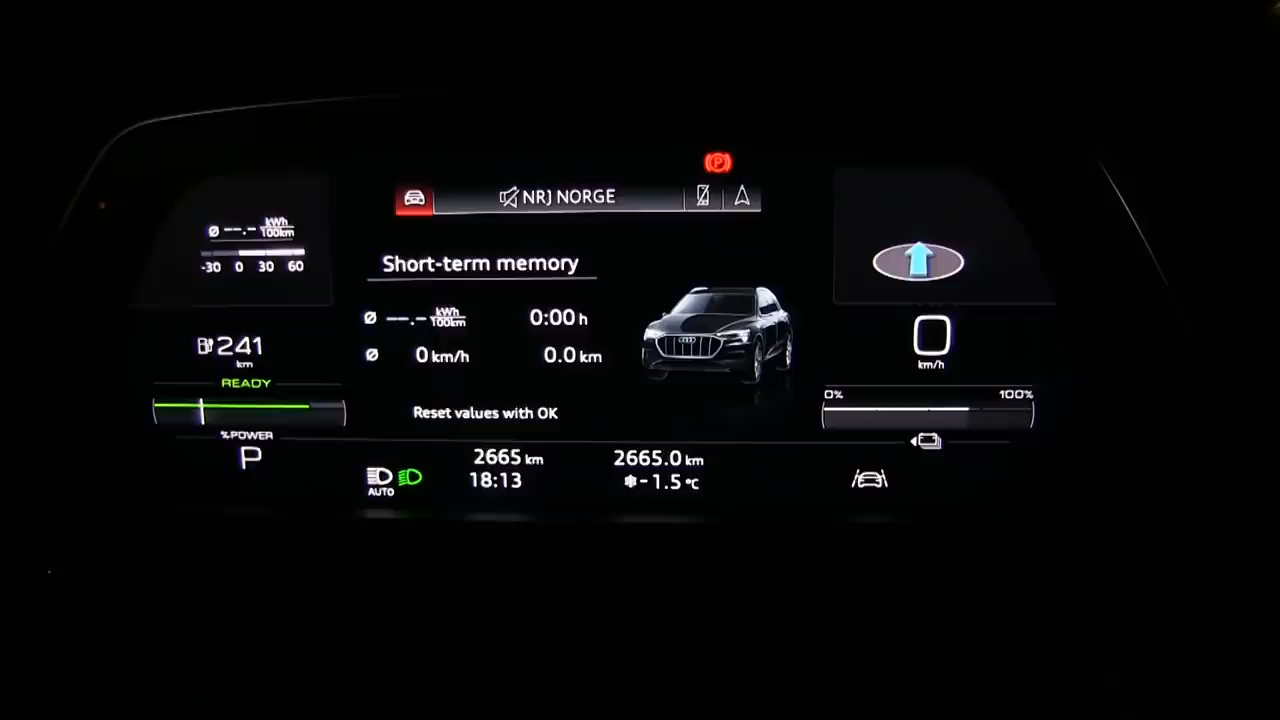 P
NRJ NORGE
Ø --.- kWh/100km
-30 0 30 60
Short-term memory
Ø --.- kWh/100km 0:00 h
Ø 0 km/h 0.0 km
Reset values with OK
241
km
READY
% POWER
P
0
km/h
0% 100%
2665 km 2665.0 km
AUTO
18:13 -1.5 °C